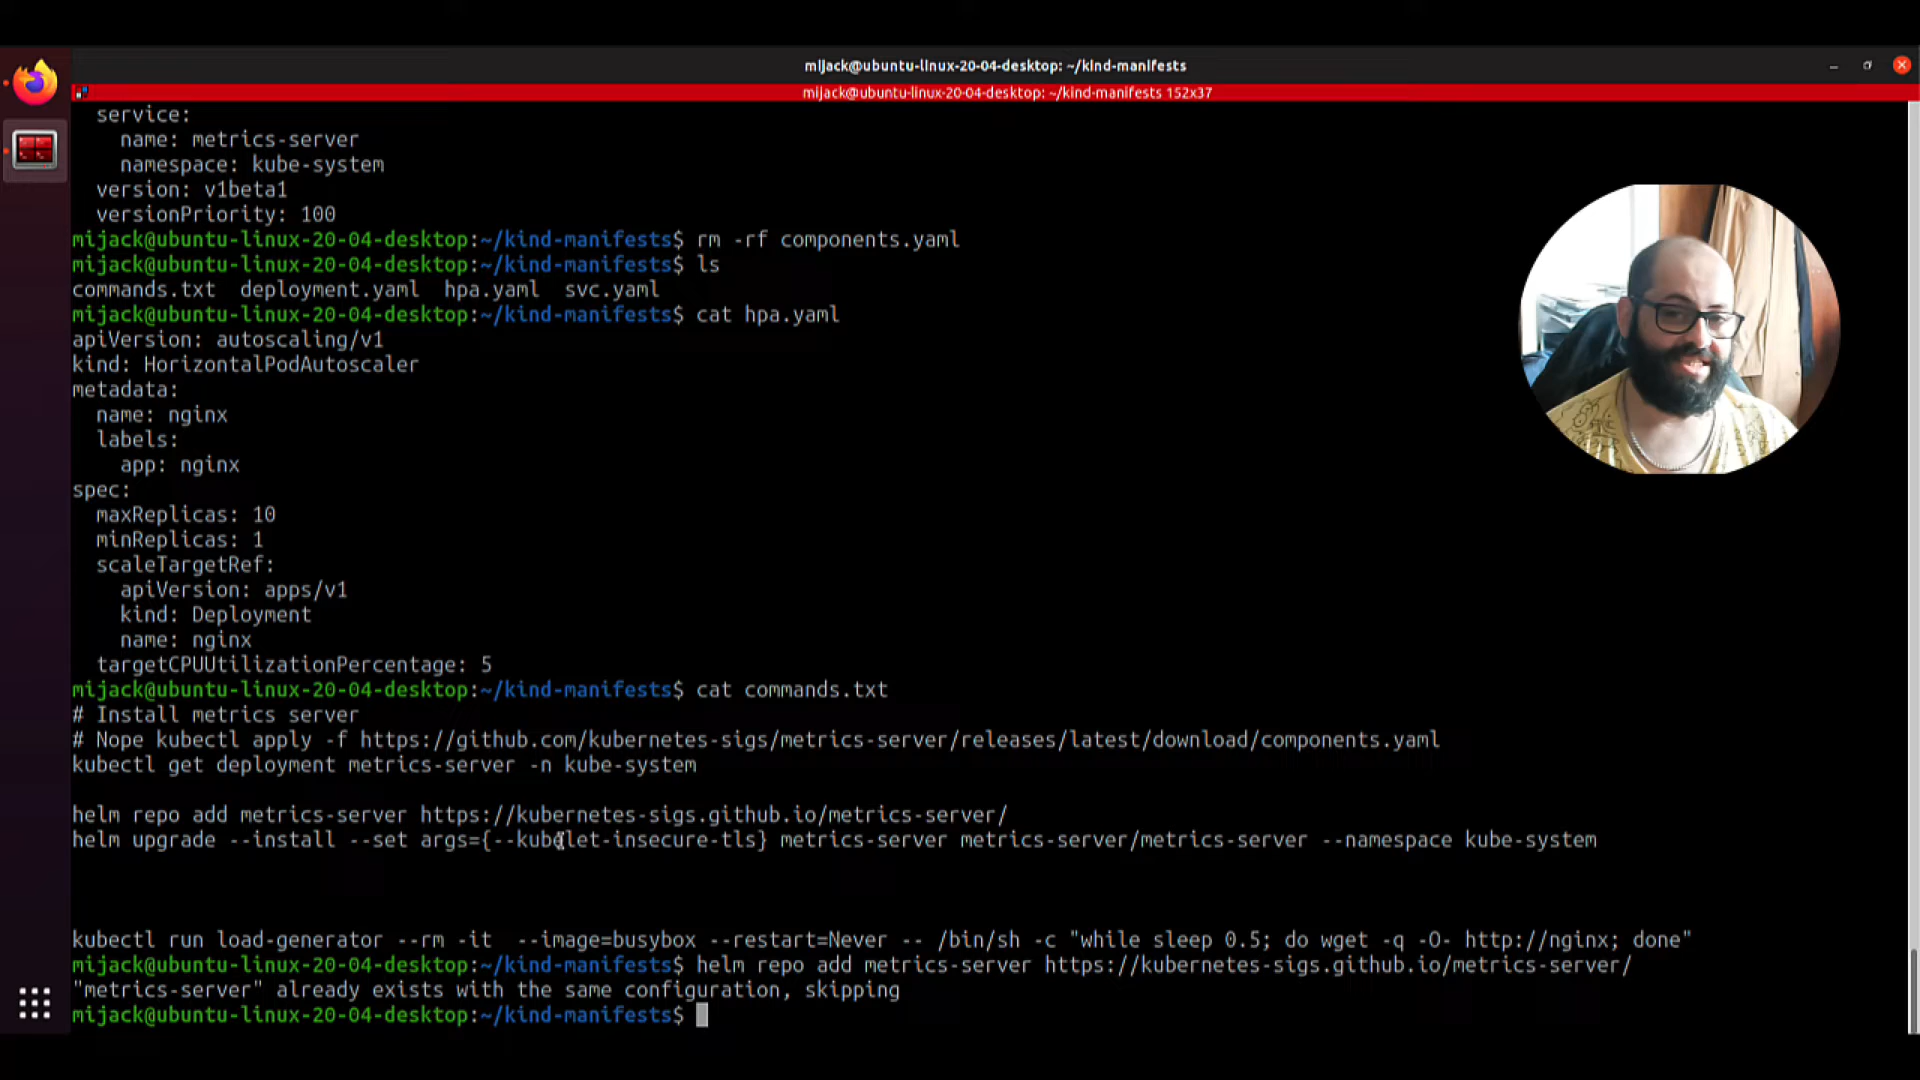 mijack@ubuntu-linux-20-04-desktop: ~/kind-manifests
mijack@ubuntu-linux-20-04-desktop: ~/kind-manifests 152x37
  service:
    name: metrics-server
    namespace: kube-system
  version: v1beta1
  versionPriority: 100
mijack@ubuntu-linux-20-04-desktop:~/kind-manifests$ rm -rf components.yaml
mijack@ubuntu-linux-20-04-desktop:~/kind-manifests$ ls
commands.txt  deployment.yaml  hpa.yaml  svc.yaml
mijack@ubuntu-linux-20-04-desktop:~/kind-manifests$ cat hpa.yaml
apiVersion: autoscaling/v1
kind: HorizontalPodAutoscaler
metadata:
  name: nginx
  labels:
    app: nginx
spec:
  maxReplicas: 10
  minReplicas: 1
  scaleTargetRef:
    apiVersion: apps/v1
    kind: Deployment
    name: nginx
  targetCPUUtilizationPercentage: 5
mijack@ubuntu-linux-20-04-desktop:~/kind-manifests$ cat commands.txt
# Install metrics server
# Nope kubectl apply -f https://github.com/kubernetes-sigs/metrics-server/releases/latest/download/components.yaml
kubectl get deployment metrics-server -n kube-system
helm repo add metrics-server https://kubernetes-sigs.github.io/metrics-server/
helm upgrade --install --set args={--kubelet-insecure-tls} metrics-server metrics-server/metrics-server --namespace kube-system
kubectl run load-generator --rm -it  --image=busybox --restart=Never -- /bin/sh -c "while sleep 0.5; do wget -q -O- http://nginx; done"
mijack@ubuntu-linux-20-04-desktop:~/kind-manifests$ helm repo add metrics-server https://kubernetes-sigs.github.io/metrics-server/
"metrics-server" already exists with the same configuration, skipping
mijack@ubuntu-linux-20-04-desktop:~/kind-manifests$